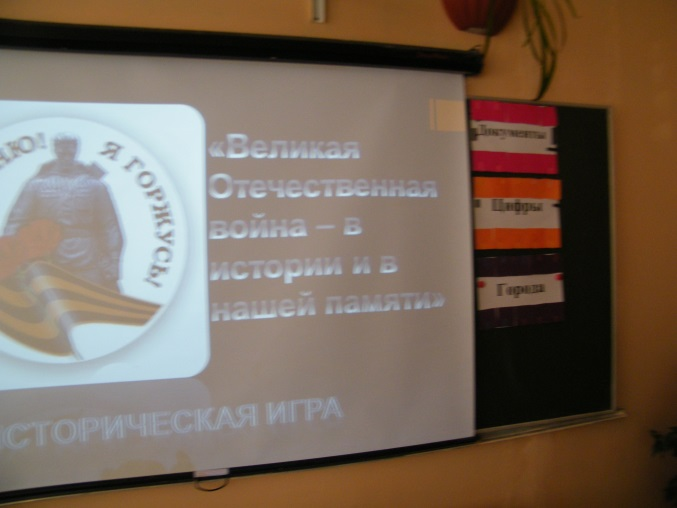 Я ГОРЖУСЬ!
«Великая
Отечественная
война – в
истории и в
нашей памяти»
ИСТОРИЧЕСКАЯ ИГРА
Документы
Цифры
Города